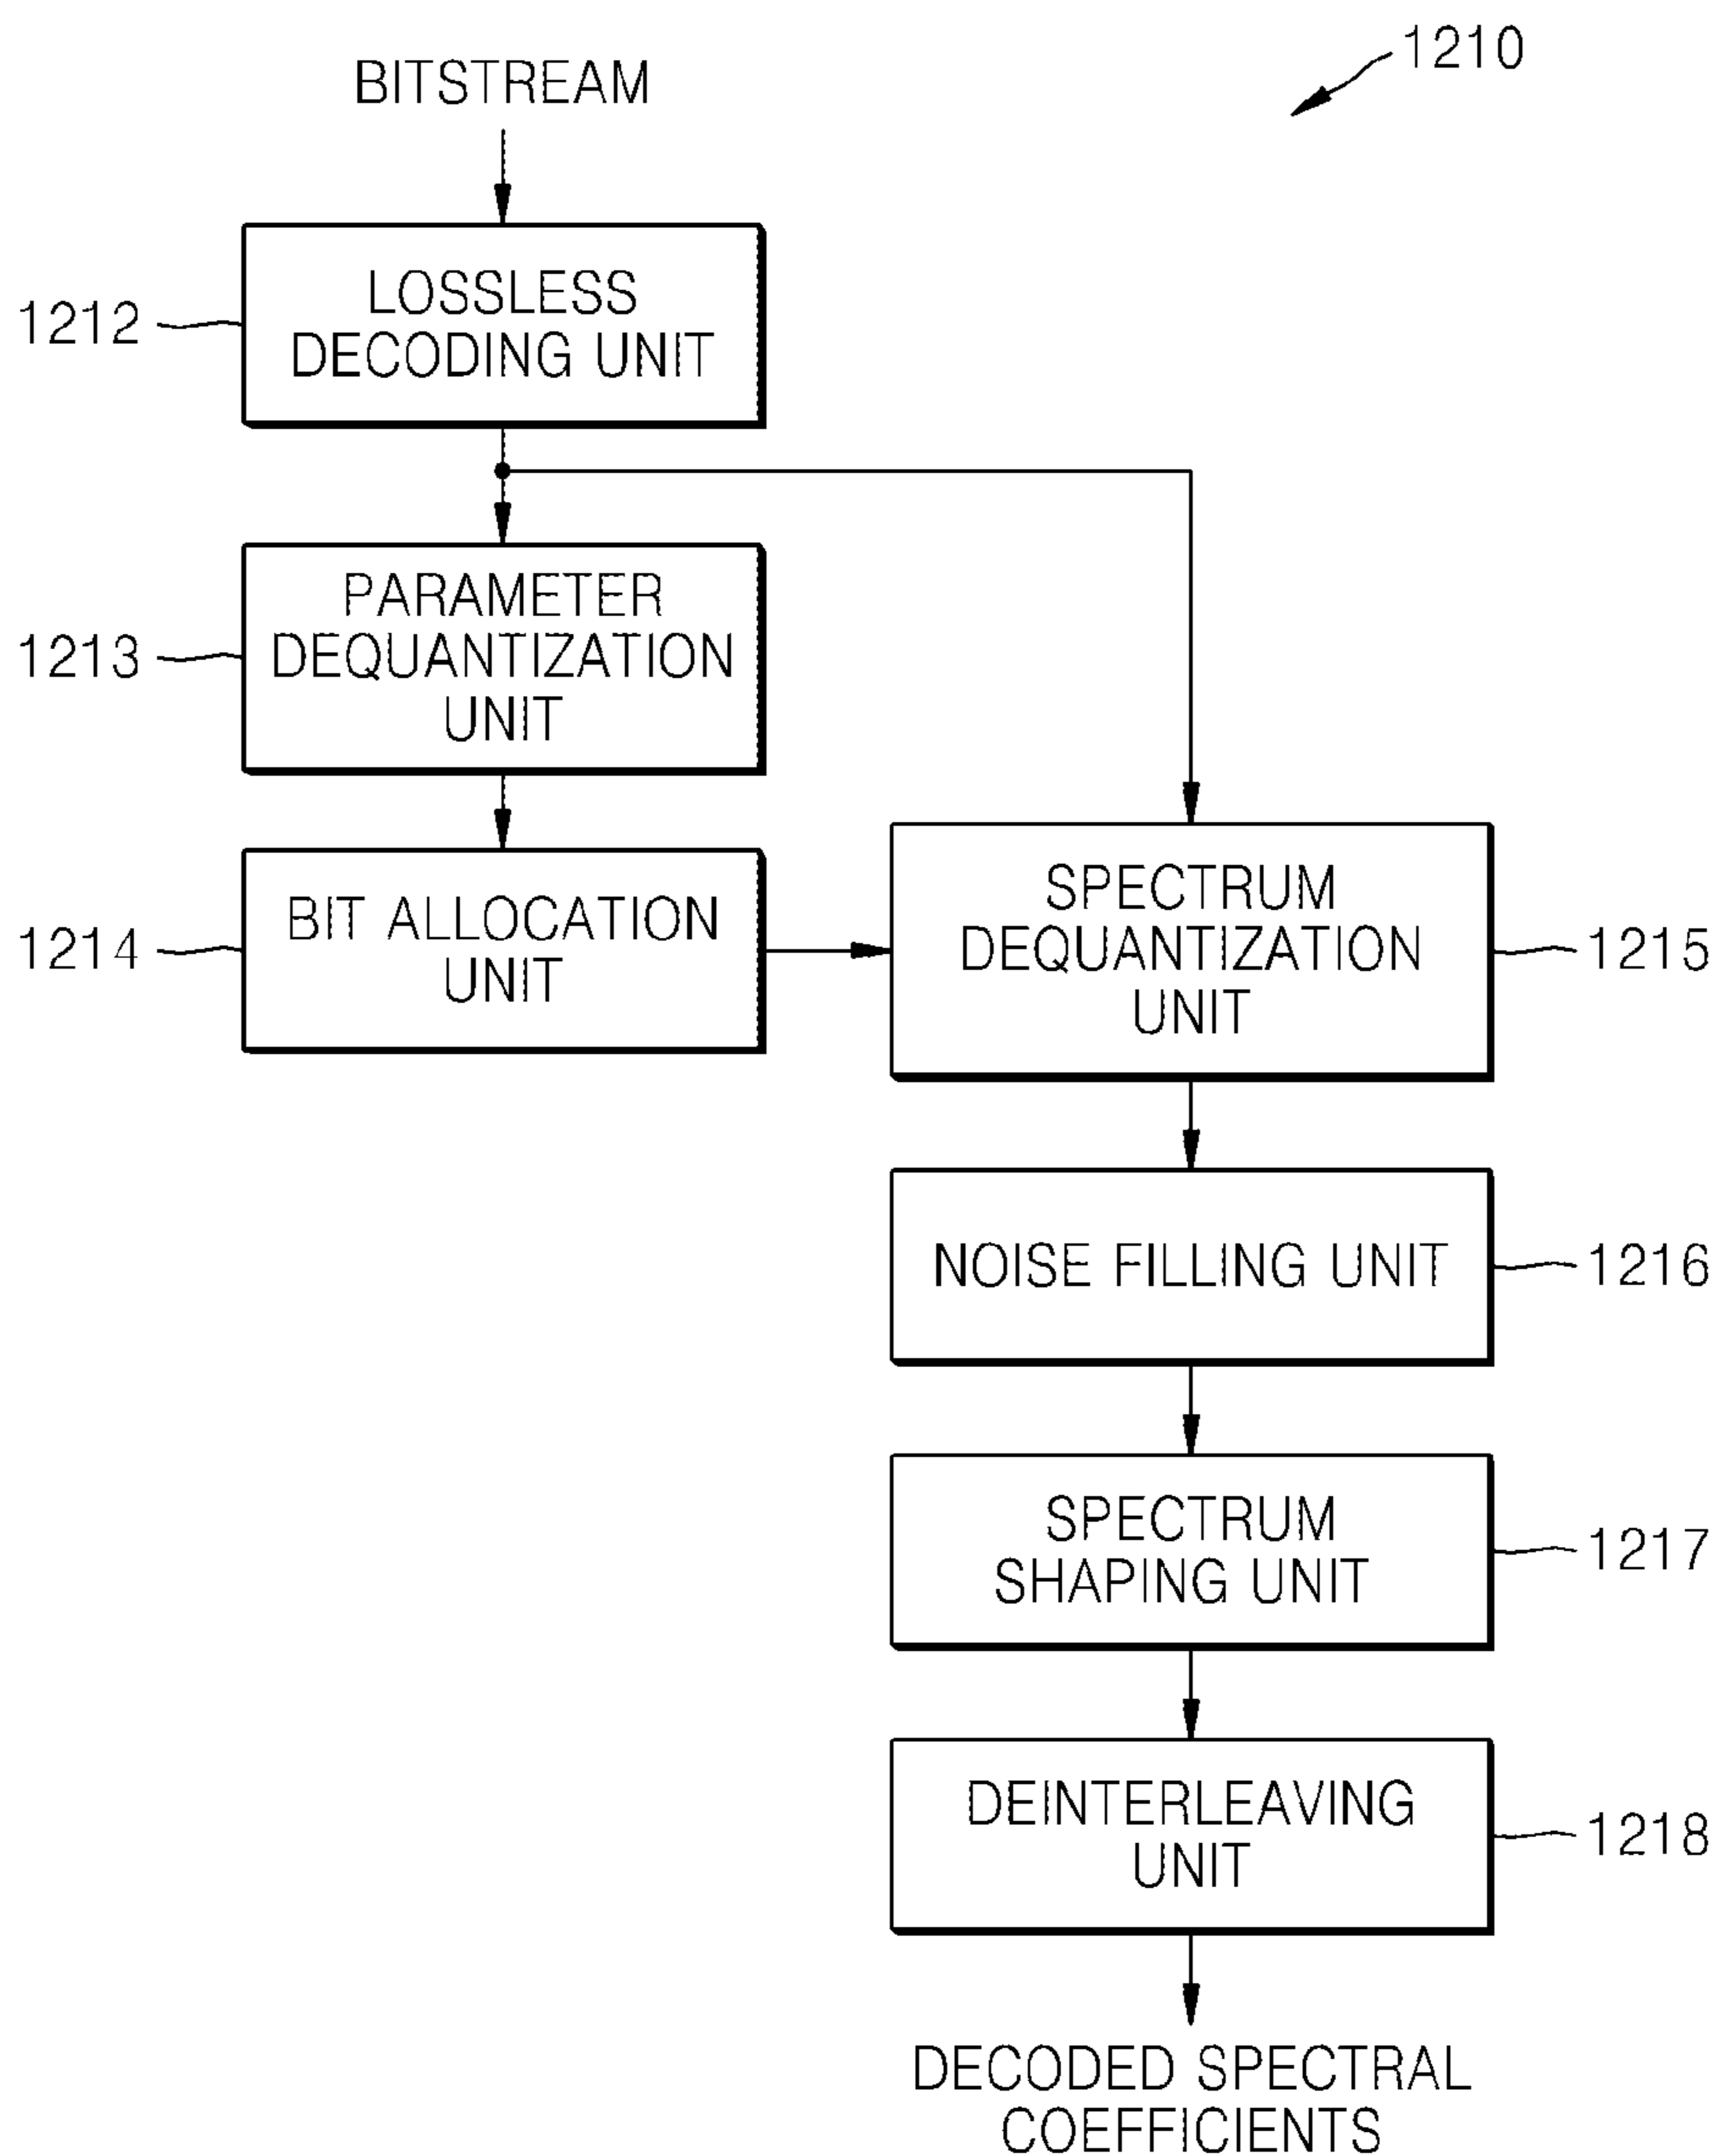 1210
BITSTREAM
1212
LOSSLESS
DECODING UNIT
1213
PARAMETER
DEQUANTIZATION
UNIT
1214
BIT ALLOCATION
UNIT
SPECTRUM
DEQUANTIZATION
UNIT
1215
NOISE FILLING UNIT
1216
SPECTRUM
SHAPING UNIT
1217
DEINTERLEAVING
UNIT
1218
DECODED SPECTRAL
COEFFICIENTS